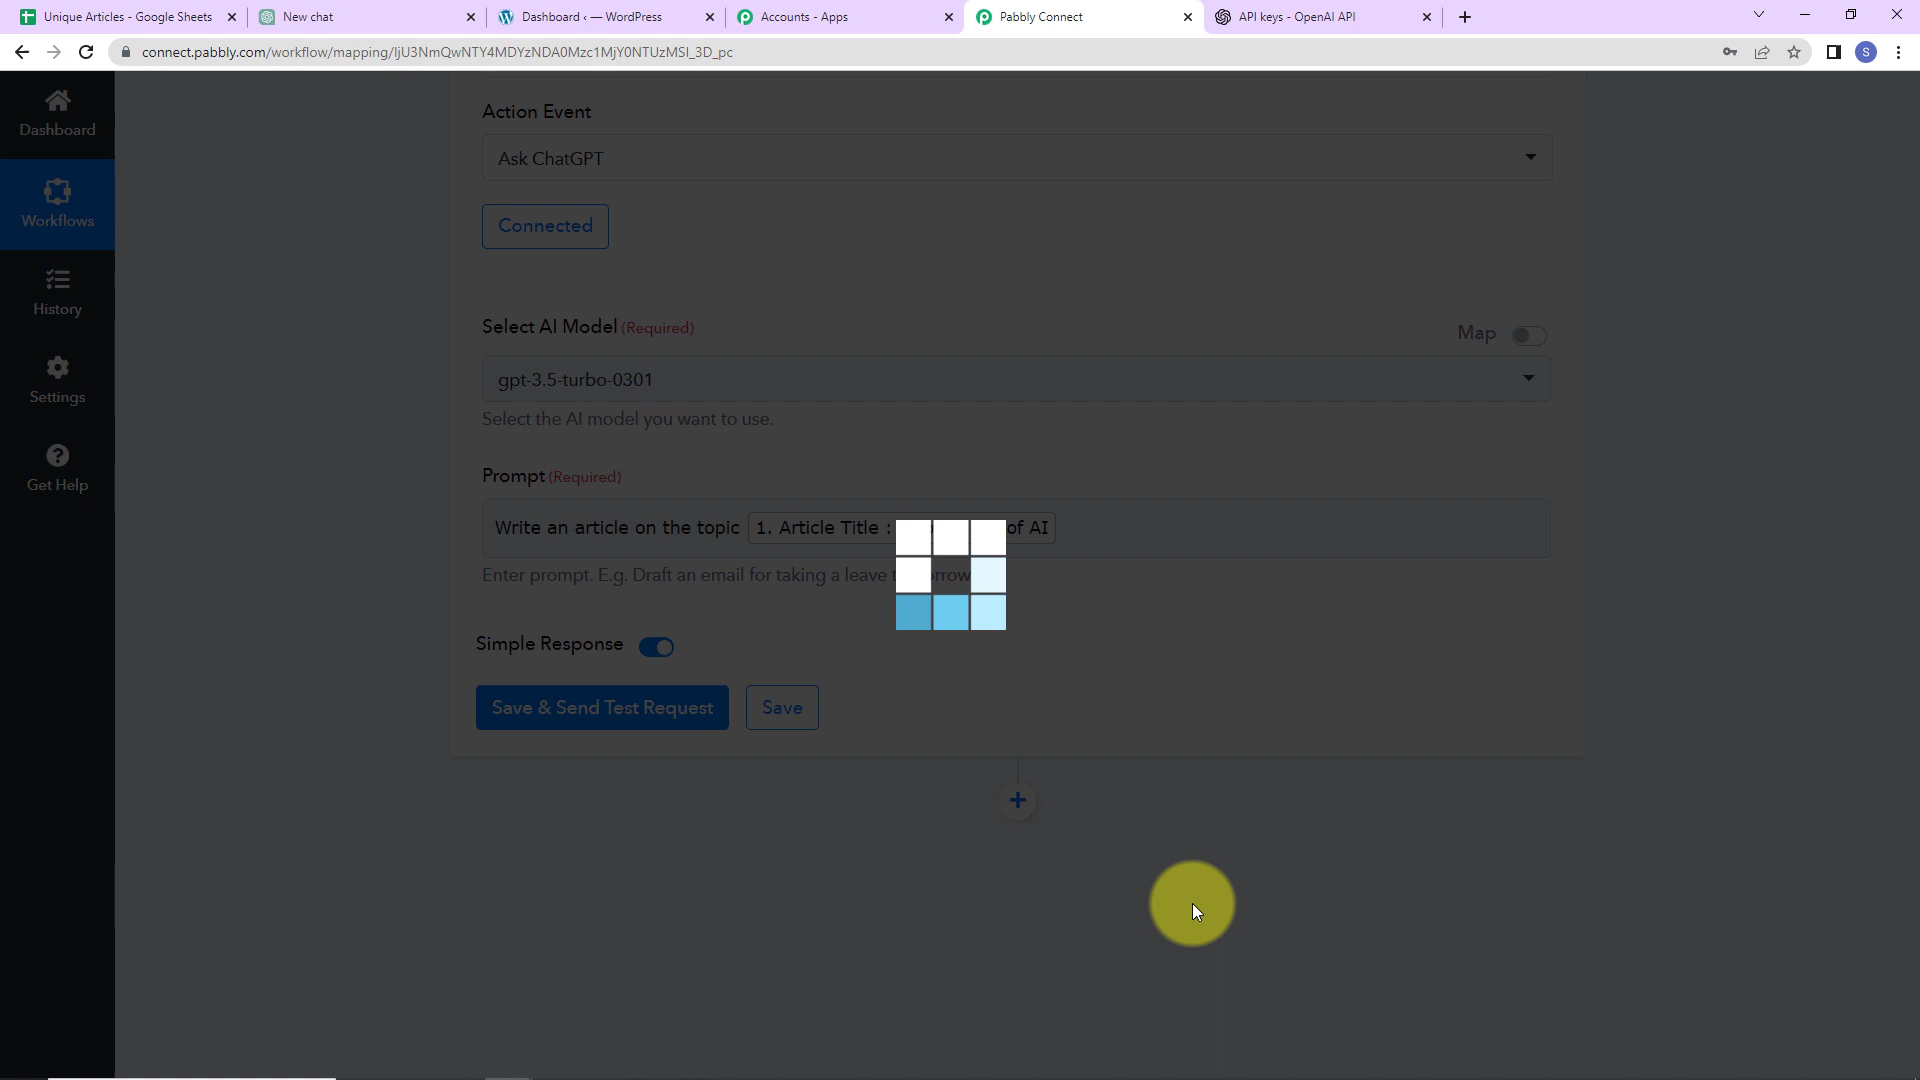 Unique Articles - Google Sheets
New chat
Dashboard ‹ — WordPress
Accounts - Apps
Pabbly Connect
API keys - OpenAI API
connect.pabbly.com/workflow/mapping/IjU3NmQwNTY4MDYzNDA0Mzc1MjY0NTUzMSI_3D_pc
S
Dashboard
Workflows
History
Settings
Get Help
Action Event
Ask ChatGPT
Connected
Select AI Model (Required)
Map
gpt-3.5-turbo-0301
Select the AI model you want to use.
Prompt (Required)
Write an article on the topic 1. Article Title : of AI
Enter prompt. E.g. Draft an email for taking a leave
Simple Response
Save & Send Test Request
Save